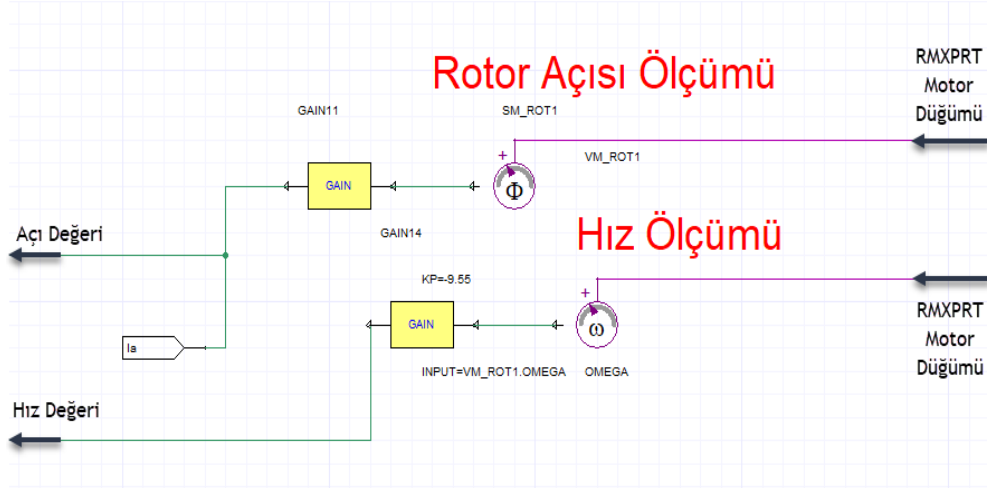 Rotor Açısı Ölçümü
RMXPRT
Motor
Düğümü
GAIN11
SM_ROT1
VM_ROT1
GAIN
Φ
Açı Değeri
GAIN14
Hız Ölçümü
KP=-9.55
GAIN
ω
RMXPRT
Motor
Düğümü
Ia
INPUT=VM_ROT1.OMEGA
OMEGA
Hız Değeri